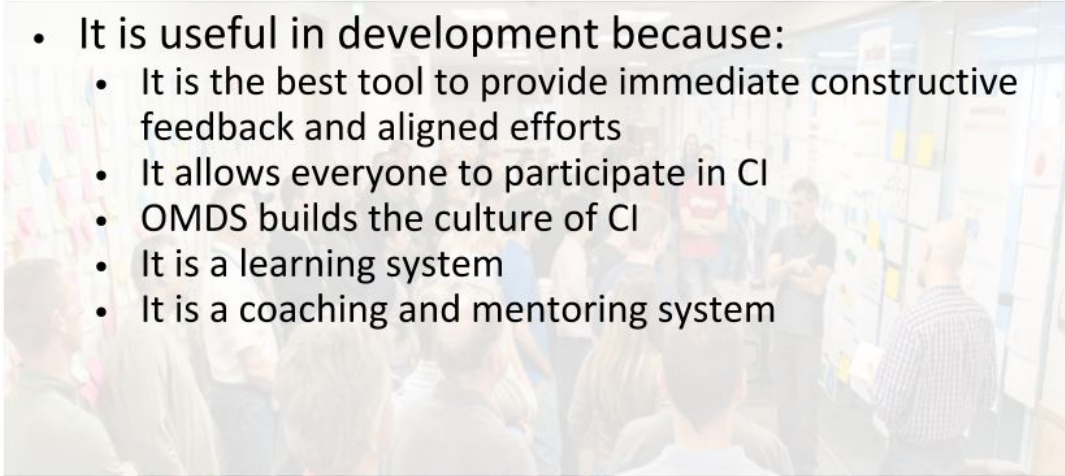 • It is useful in development because:
• It is the best tool to provide immediate constructive
feedback and aligned efforts
• It allows everyone to participate in CI
• OMDS builds the culture of CI
• It is a learning system
• It is a coaching and mentoring system